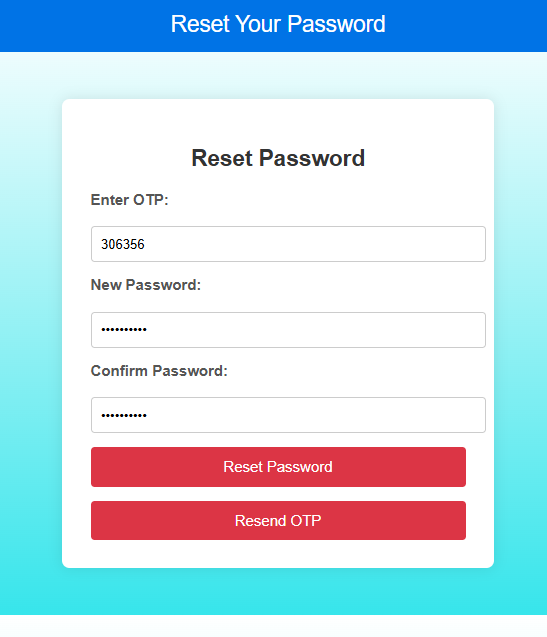 Reset Your Password
Reset Password
Enter OTP:
306356
New Password:
••••••••••
Confirm Password:
••••••••••
Reset Password
Resend OTP